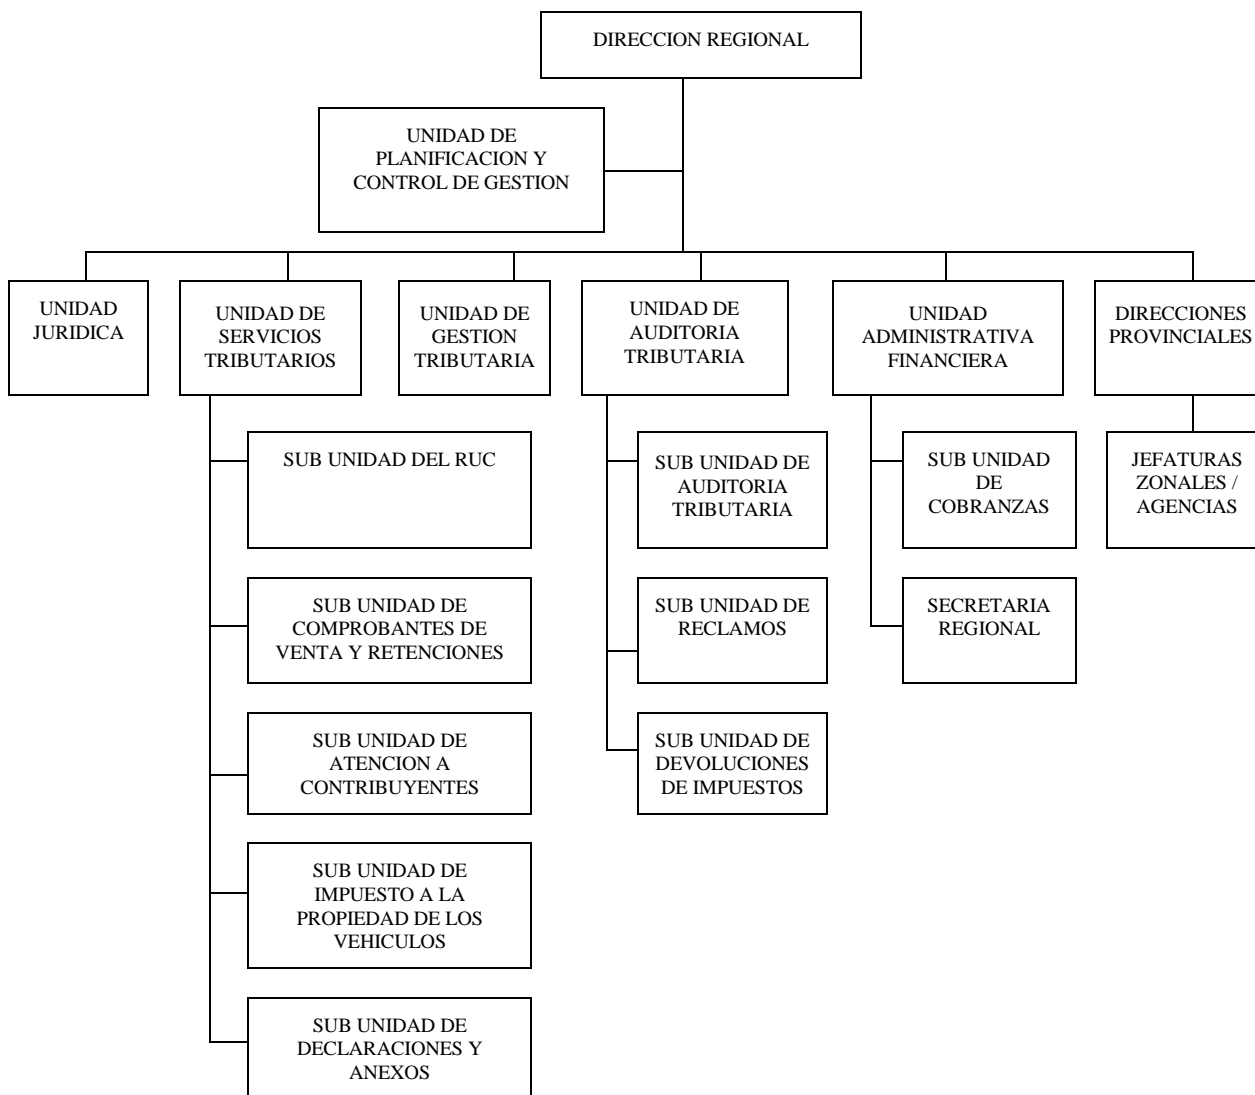 DIRECCION REGIONAL
UNIDAD DE
PLANIFICACION Y
CONTROL DE GESTION
UNIDAD
JURIDICA
UNIDAD DE
SERVICIOS
TRIBUTARIOS
UNIDAD DE
GESTION
TRIBUTARIA
UNIDAD DE
AUDITORIA
TRIBUTARIA
UNIDAD
ADMINISTRATIVA
FINANCIERA
DIRECCIONES
PROVINCIALES
SUB UNIDAD DEL RUC
SUB UNIDAD DE
COMPROBANTES DE
VENTA Y RETENCIONES
SUB UNIDAD DE
ATENCION A
CONTRIBUYENTES
SUB UNIDAD DE
IMPUESTO A LA
PROPIEDAD DE LOS
VEHICULOS
SUB UNIDAD DE
DECLARACIONES Y
ANEXOS
SUB UNIDAD DE
AUDITORIA
TRIBUTARIA
SUB UNIDAD DE
RECLAMOS
SUB UNIDAD DE
DEVOLUCIONES
DE IMPUESTOS
SUB UNIDAD
DE
COBRANZAS
SECRETARIA
REGIONAL
JEFATURAS
ZONALES /
AGENCIAS